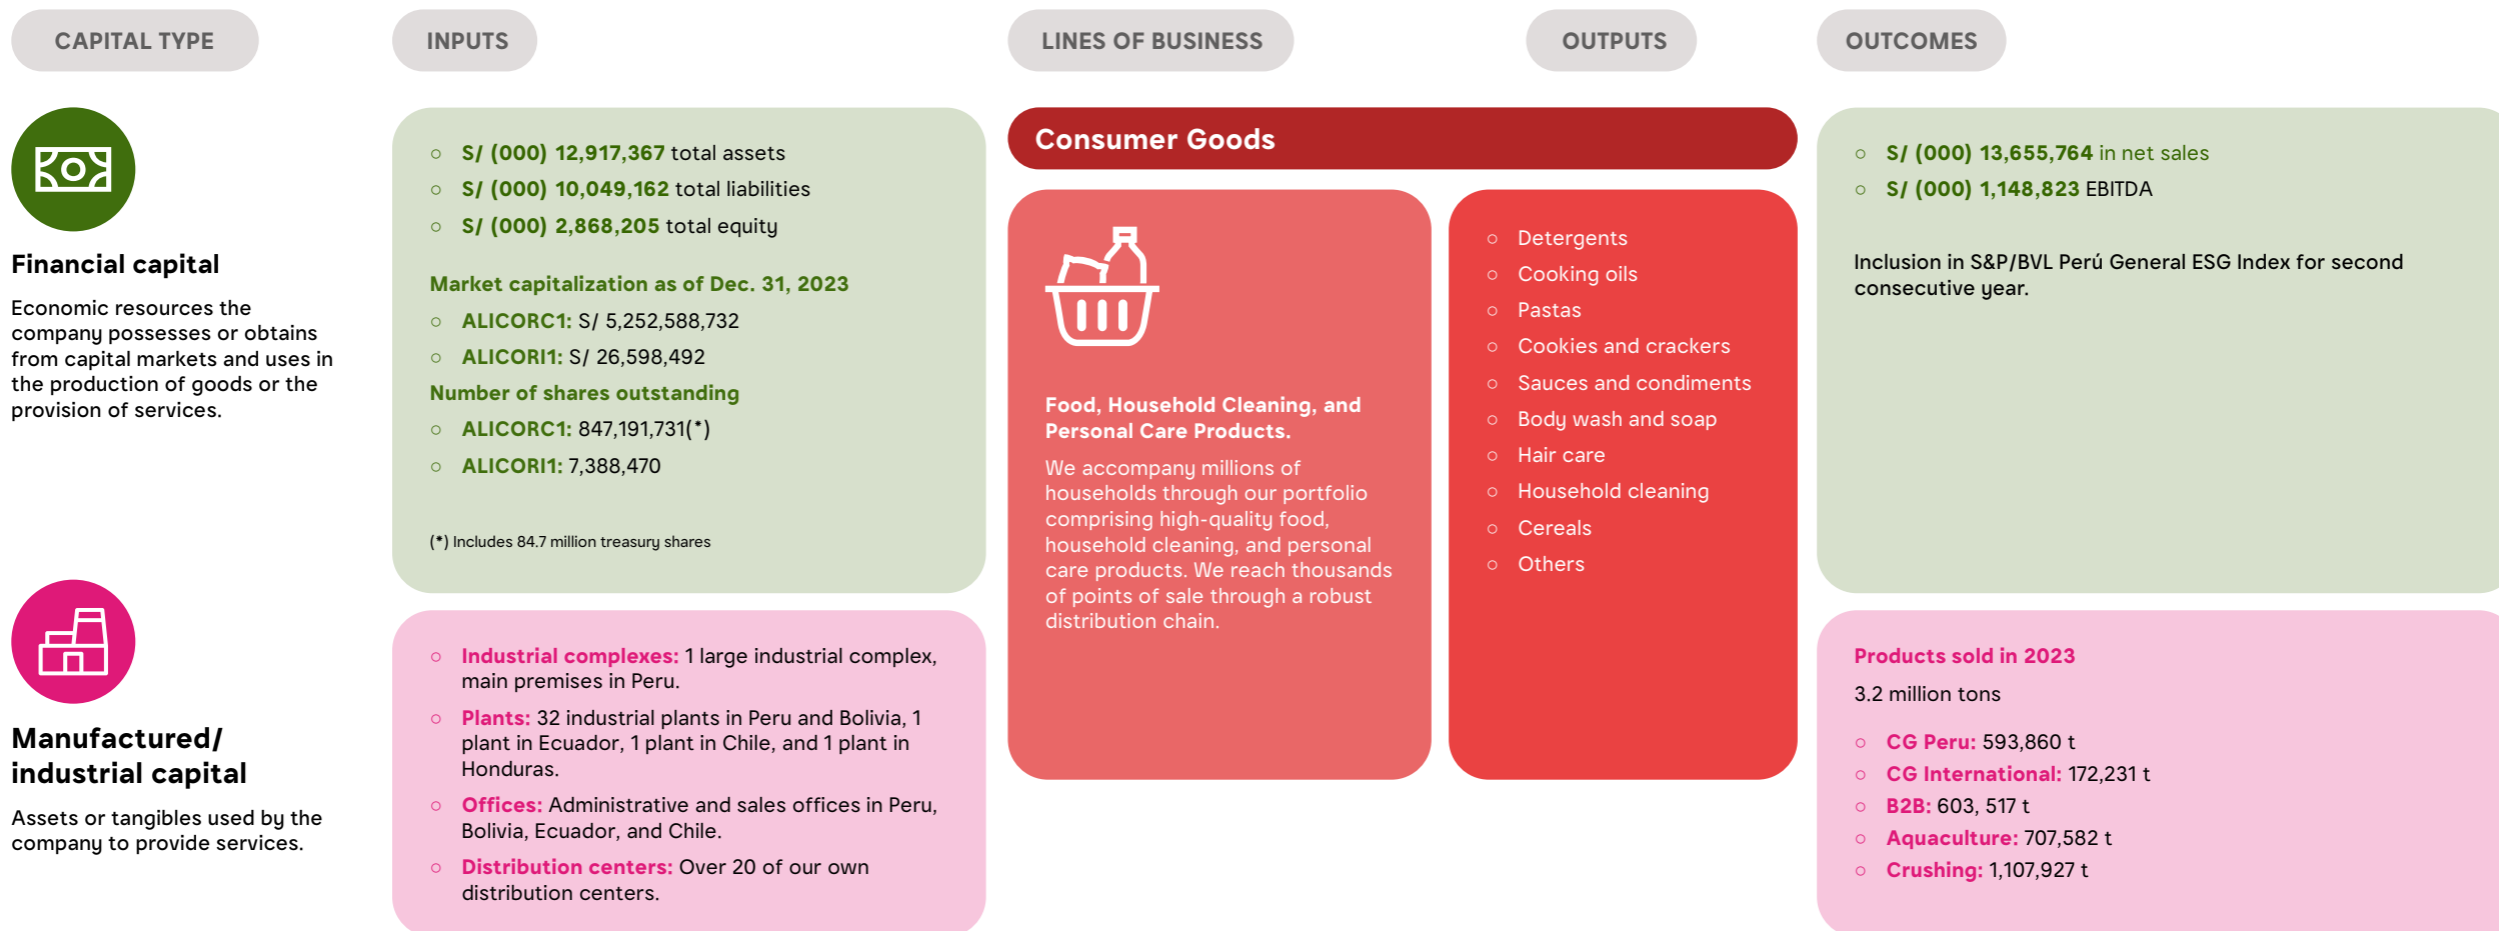 CAPITAL TYPE
INPUTS
LINES OF BUSINESS
OUTPUTS
OUTCOMES
Financial capital
Economic resources the
company possesses or obtains
from capital markets and uses in
the production of goods or the
provision of services.
○ S/ (000) 12,917,367 total assets
○ S/ (000) 10,049,162 total liabilities
○ S/ (000) 2,868,205 total equity
Market capitalization as of Dec. 31, 2023
○ ALICORC1: S/ 5,252,588,732
○ ALICORI1: S/ 26,598,492
Number of shares outstanding
○ ALICORC1: 847,191,731(*)
○ ALICORI1: 7,388,470
(*) Includes 84.7 million treasury shares
Consumer Goods
Food, Household Cleaning, and
Personal Care Products.
We accompany millions of
households through our portfolio
comprising high-quality food,
household cleaning, and personal
care products. We reach thousands
of points of sale through a robust
distribution chain.
○ Detergents
○ Cooking oils
○ Pastas
○ Cookies and crackers
○ Sauces and condiments
○ Body wash and soap
○ Hair care
○ Household cleaning
○ Cereals
○ Others
○ S/ (000) 13,655,764 in net sales
○ S/ (000) 1,148,823 EBITDA
Inclusion in S&P/BVL Perú General ESG Index for second
consecutive year.
Manufactured/
industrial capital
Assets or tangibles used by the
company to provide services.
○ Industrial complexes: 1 large industrial complex,
main premises in Peru.
○ Plants: 32 industrial plants in Peru and Bolivia, 1
plant in Ecuador, 1 plant in Chile, and 1 plant in
Honduras.
○ Offices: Administrative and sales offices in Peru,
Bolivia, Ecuador, and Chile.
○ Distribution centers: Over 20 of our own
distribution centers.
Products sold in 2023
3.2 million tons
○ CG Peru: 593,860 t
○ CG International: 172,231 t
○ B2B: 603, 517 t
○ Aquaculture: 707,582 t
○ Crushing: 1,107,927 t